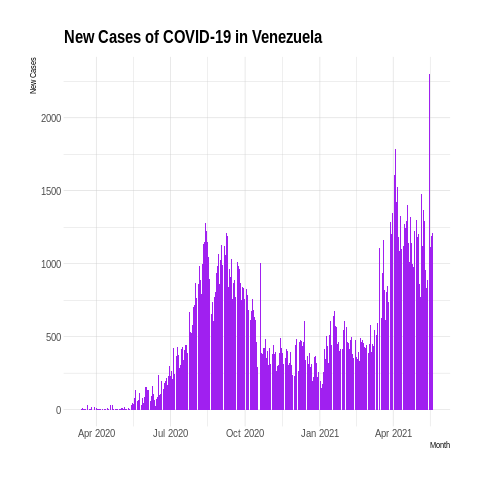 New Cases of COVID-19 in Venezuela
New Cases
2000
1500
1000
500
0
Apr 2020 Jul 2020 Oct 2020 Jan 2021 Apr 2021
Month